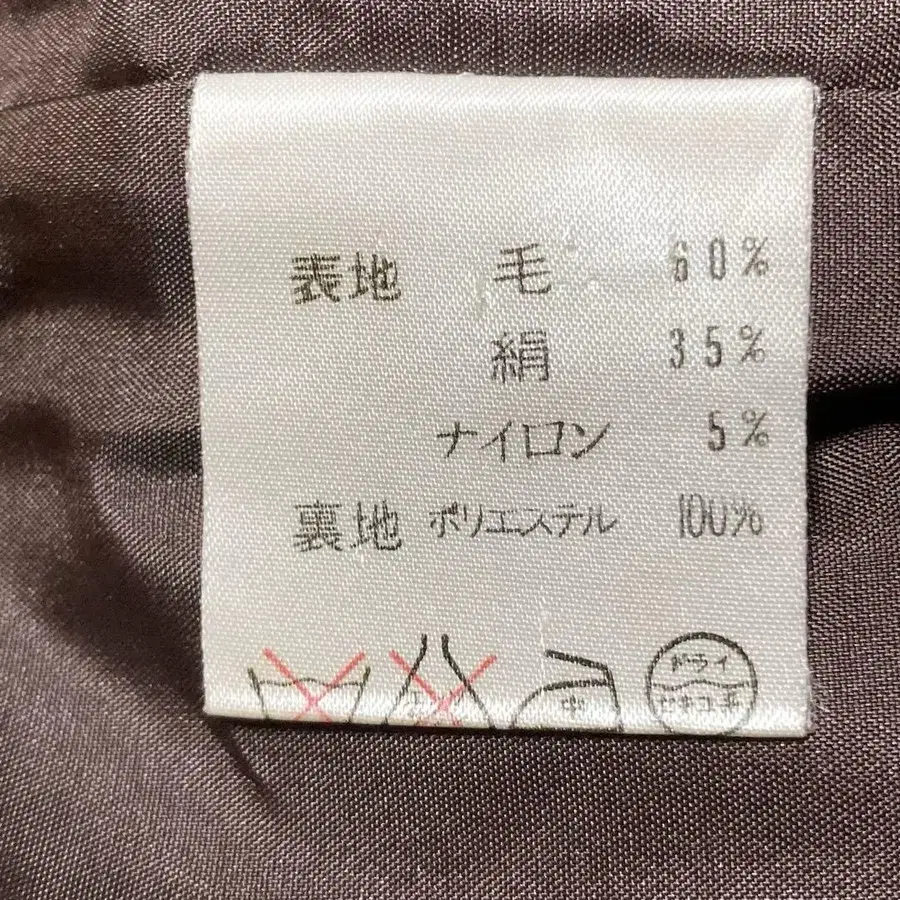 表地 毛 60%
絹 35%
ナイロン 5%
裏地 ポリエステル 100%
中 ドライ
セキユ系